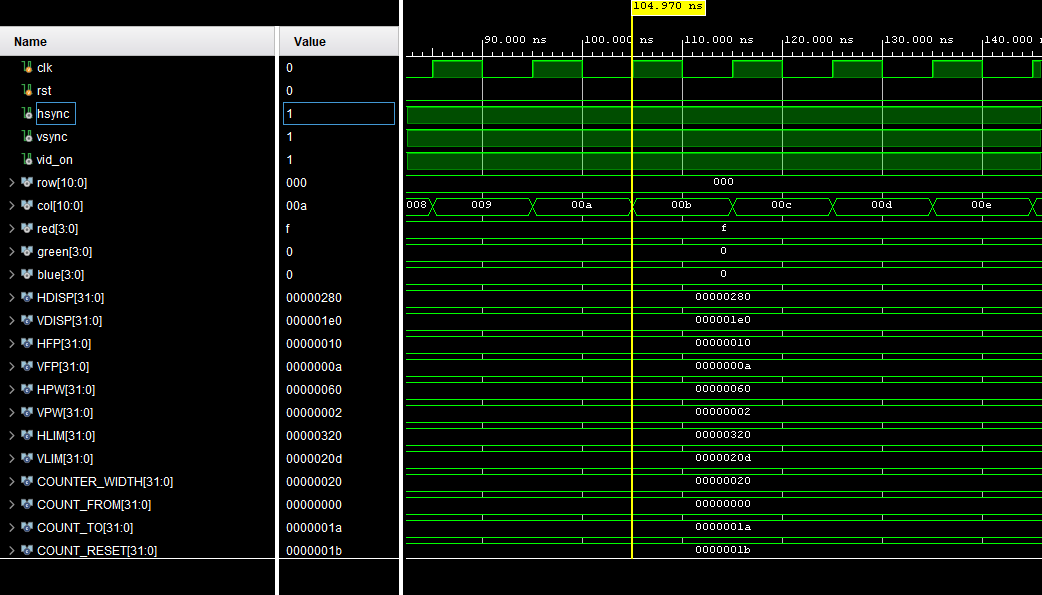 104.970 ns
Name Value
90.000 ns 100.000 ns 110.000 ns 120.000 ns 130.000 ns 140.000
clk 0
rst 0
hsync 1
vsync 1
vid_on 1
row[10:0] 000 000
col[10:0] 00a 008 009 00a 00b 00c 00d 00e
red[3:0] f f
green[3:0] 0 0
blue[3:0] 0 0
HDISP[31:0] 00000280 00000280
VDISP[31:0] 000001e0 000001e0
HFP[31:0] 00000010 00000010
VFP[31:0] 0000000a 0000000a
HPW[31:0] 00000060 00000060
VPW[31:0] 00000002 00000002
HLIM[31:0] 00000320 00000320
VLIM[31:0] 0000020d 0000020d
COUNTER_WIDTH[31:0] 00000020 00000020
COUNT_FROM[31:0] 00000000 00000000
COUNT_TO[31:0] 0000001a 0000001a
COUNT_RESET[31:0] 0000001b 0000001b